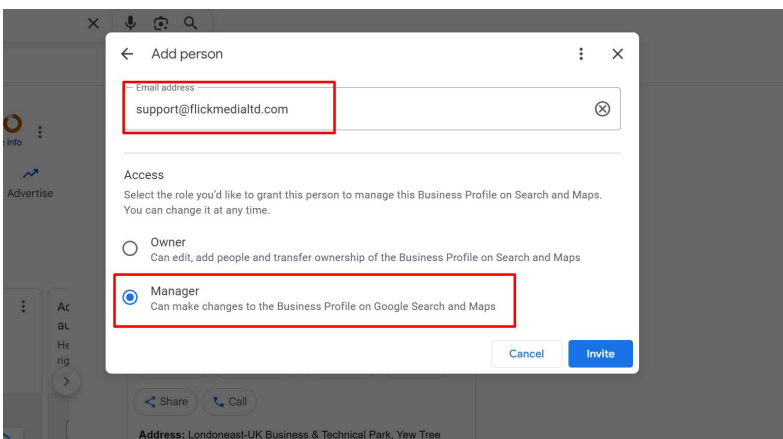 Add person
Email address
support@flickmedialtd.com
e info
Advertise
Access
Select the role you'd like to grant this person to manage this Business Profile on Search and Maps.
You can change it at any time.
Owner
Can edit, add people and transfer ownership of the Business Profile on Search and Maps
Manager
Can make changes to the Business Profile on Google Search and Maps
He
rig
Cancel
Invite
Share
Call
Address: Londoneast-UK Business & Technical Park, Yew Tree